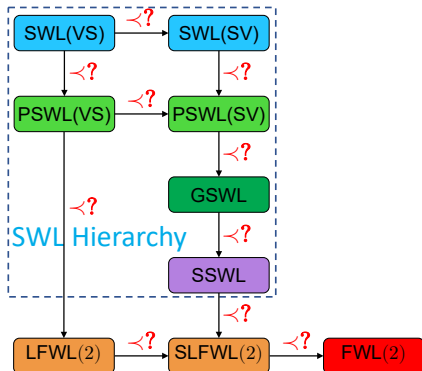 SWL(VS) ≺? SWL(SV)
≺? ≺?
PSWL(VS) ≺? PSWL(SV)
≺?
≺? GSWL
SWL Hierarchy ≺?
SSWL
≺?
LFWL(2) ≺? SLFWL(2) ≺? FWL(2)